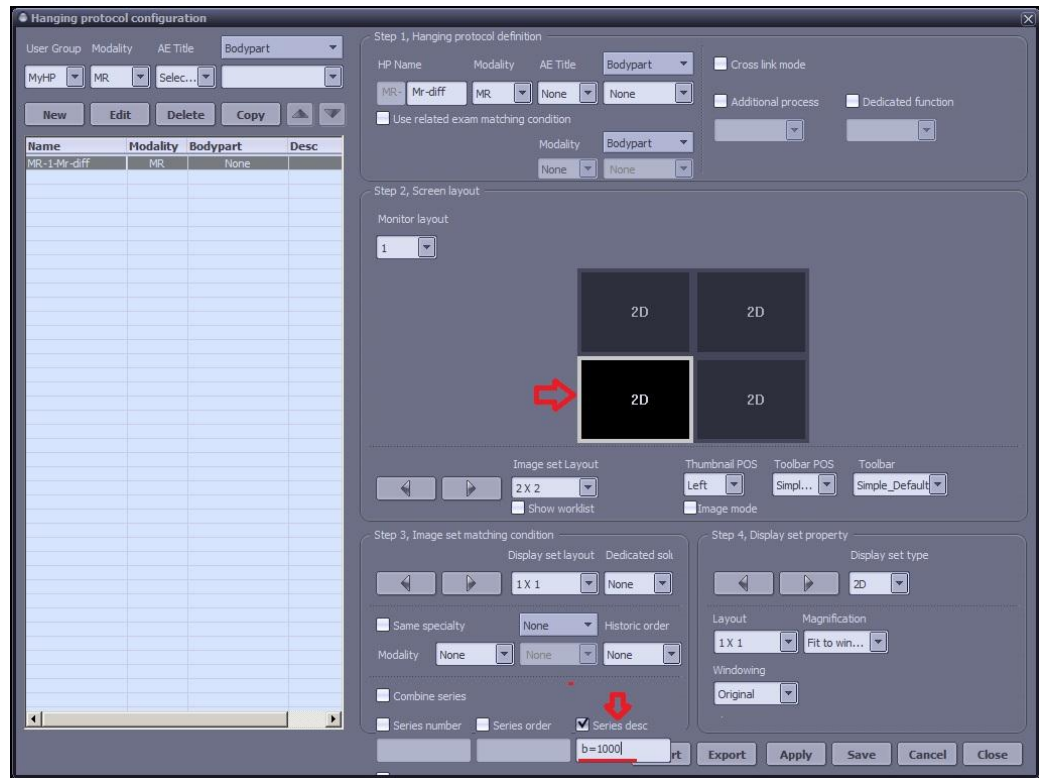 Hanging protocol configuration
User Group Modality AE Title Bodypart
MyHP MR Selec...
New Edit Delete Copy
Name Modality Bodypart Desc
MR-1-Mr-diff MR None
Step 1, Hanging protocol definition
HP Name Modality AE Title Bodypart Cross link mode
MR- Mr-diff MR None None Additional process Dedicated function
Use related exam matching condition
Modality Bodypart
None None
Step 2, Screen layout
Monitor layout
1
2D 2D
2D 2D
Image set Layout Thumbnail POS Toolbar POS Toolbar
2 X 2 Left Simpl... Simple_Default
Show worklist Image mode
Step 3, Image set matching condition
Display set layout Dedicated solu
1 X 1 None
Same specialty None Historic order
Modality None None None
Combine series
Series number Series order Series desc
b=1000
Step 4, Display set property
Display set type
2D
Layout Magnification
1 X 1 Fit to win...
Windowing
Original
rt Export Apply Save Cancel Close